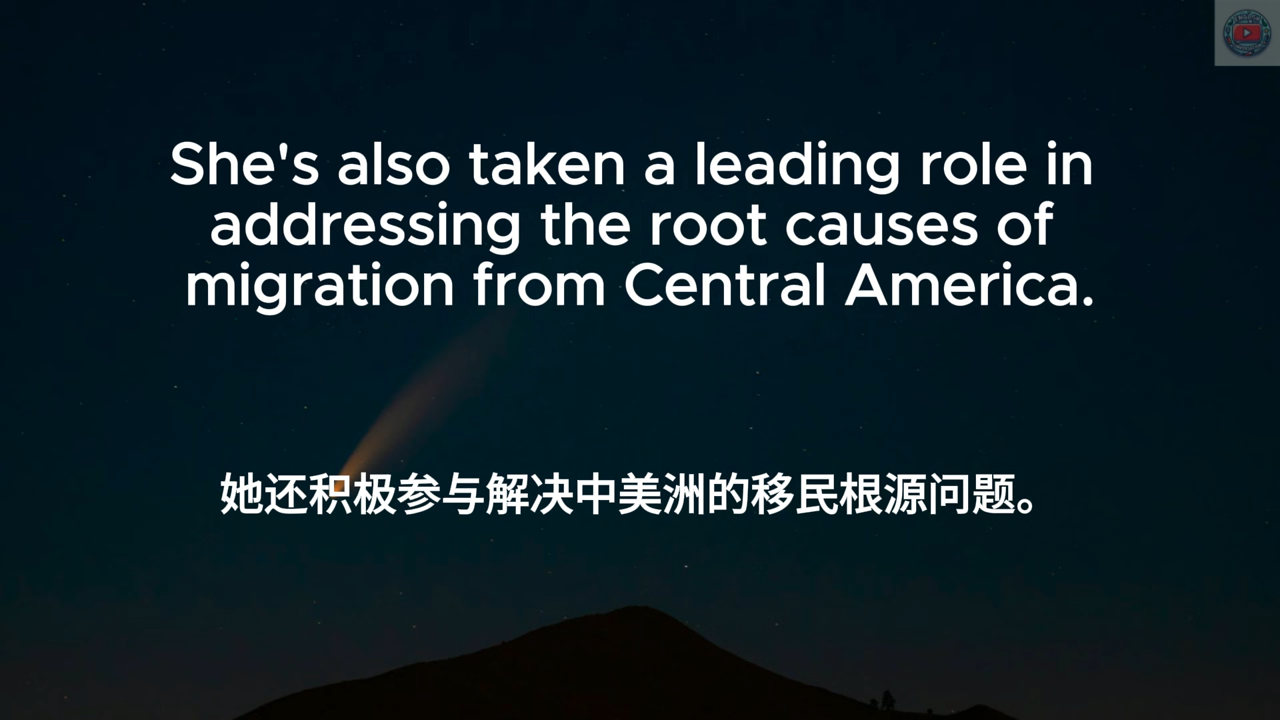 She's also taken a leading role in
addressing the root causes of
migration from Central America.
她还积极参与解决中美洲的移民根源问题。